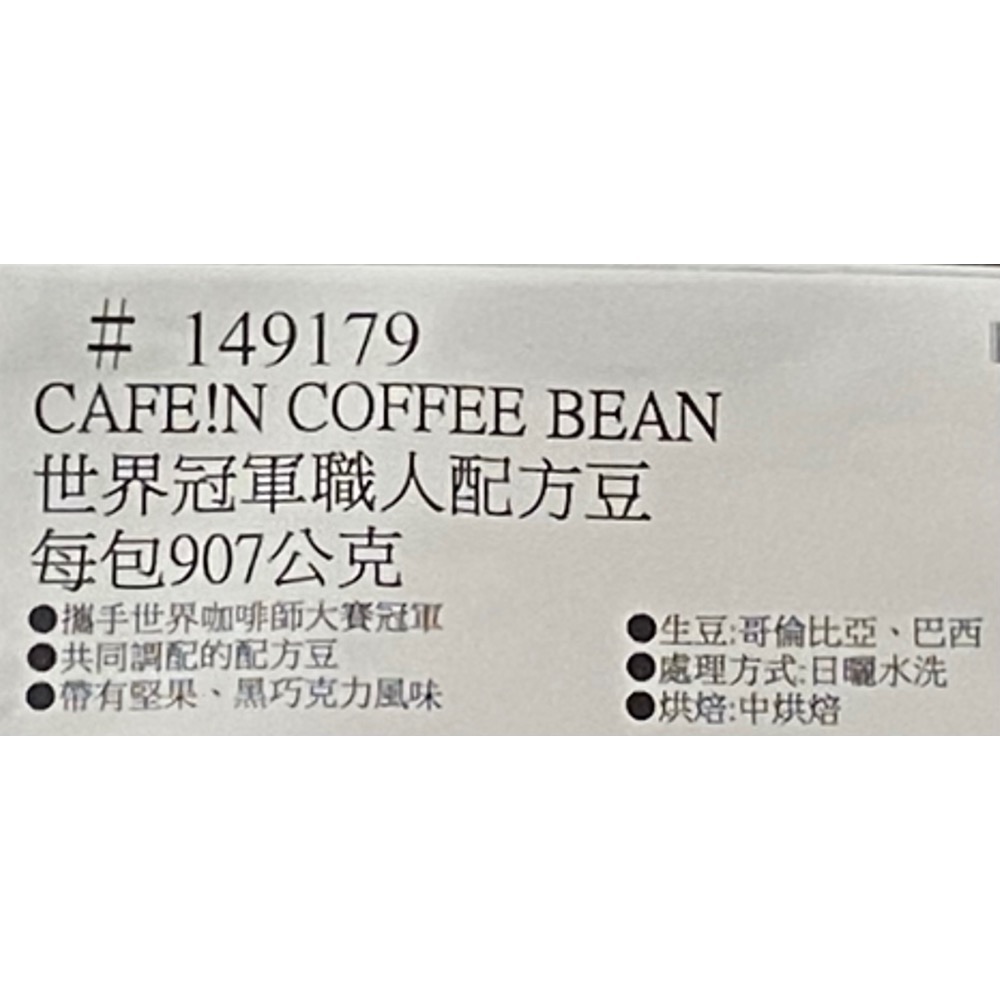 # 149179
CAFE!N COFFEE BEAN
世界冠軍職人配方豆
每包907公克
●攜手世界咖啡師大賽冠軍
●共同調配的配方豆
●帶有堅果、黑巧克力風味
●生豆:哥倫比亞、巴西
●處理方式:日曬水洗
●烘焙:中烘焙